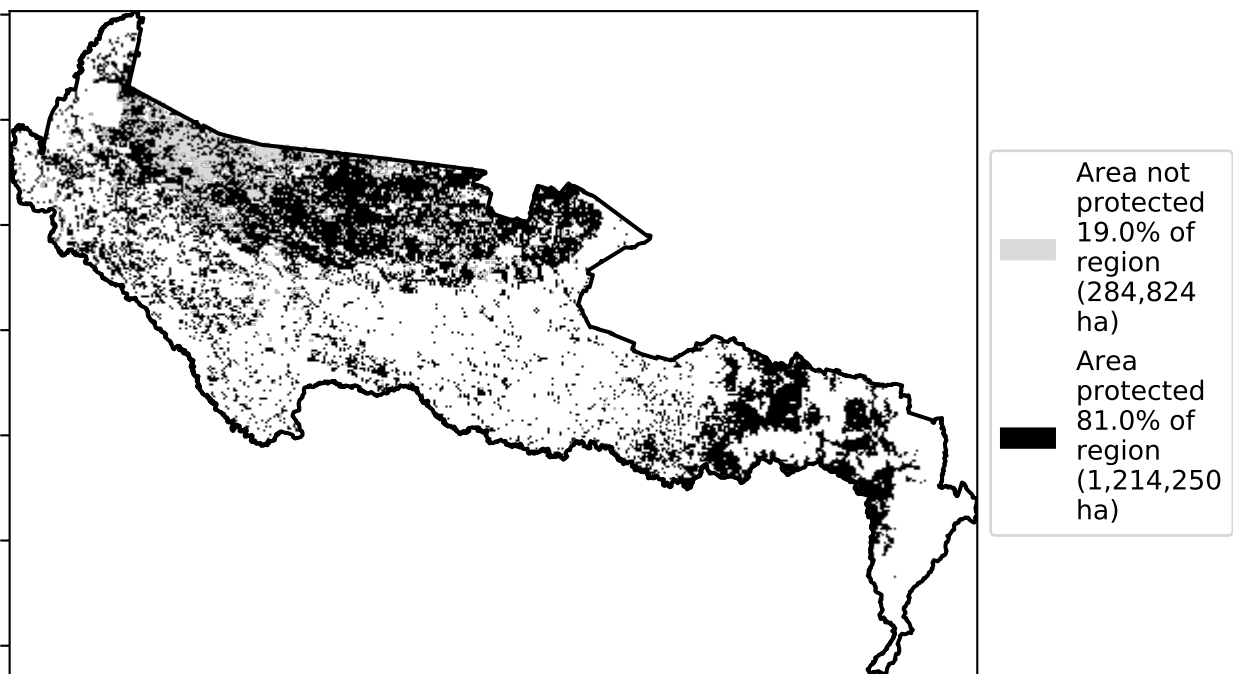 Area not
protected
19.0% of
region
(284,824
ha)
Area
protected
81.0% of
region
(1,214,250
ha)